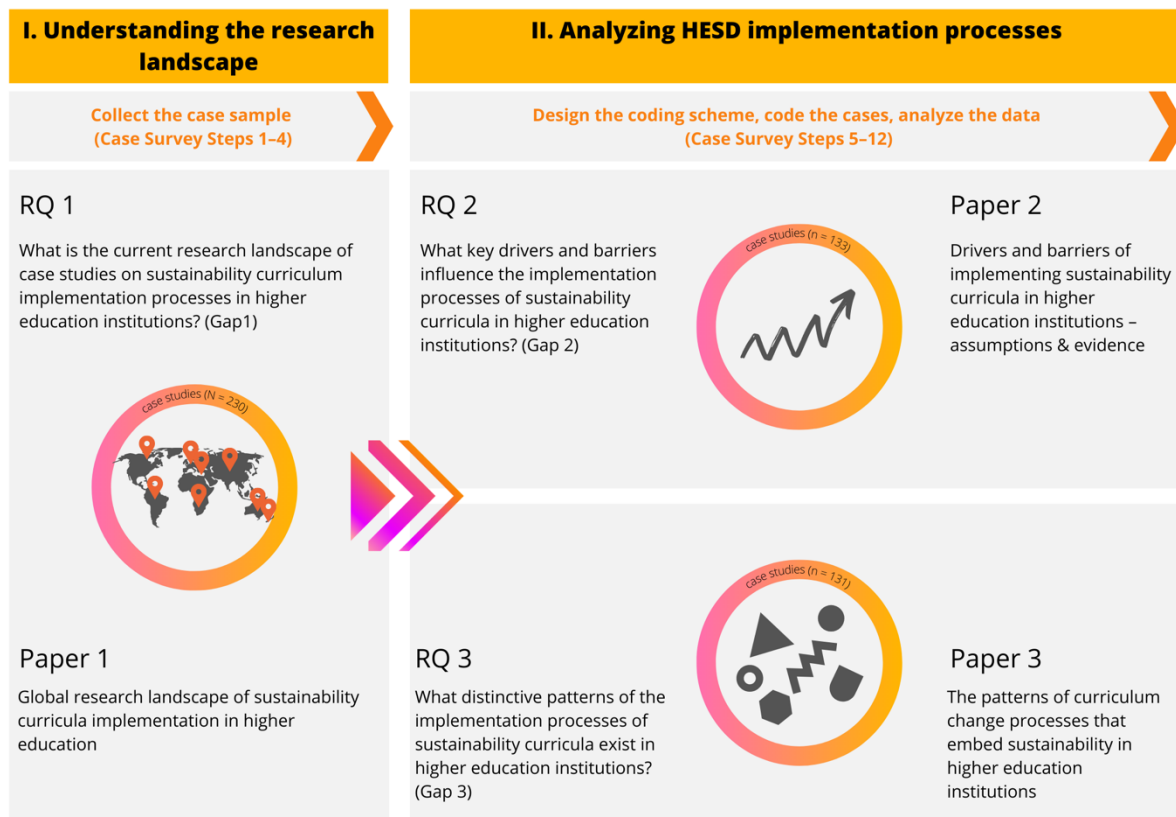 I. Understanding the research
landscape
II. Analyzing HESD implementation processes
Collect the case sample
(Case Survey Steps 1–4)
Design the coding scheme, code the cases, analyze the data
(Case Survey Steps 5–12)
RQ 1
What is the current research landscape of
case studies on sustainability curriculum
implementation processes in higher
education institutions? (Gap1)
case studies (N = 230)
Paper 1
Global research landscape of sustainability
curricula implementation in higher
education
RQ 2
What key drivers and barriers
influence the implementation
processes of sustainability
curricula in higher education
institutions? (Gap 2)
case studies (n = 133)
Paper 2
Drivers and barriers of
implementing sustainability
curricula in higher
education institutions –
assumptions & evidence
RQ 3
What distinctive patterns of the
implementation processes of
sustainability curricula exist in
higher education institutions?
(Gap 3)
case studies (n = 131)
Paper 3
The patterns of curriculum
change processes that
embed sustainability in
higher education
institutions